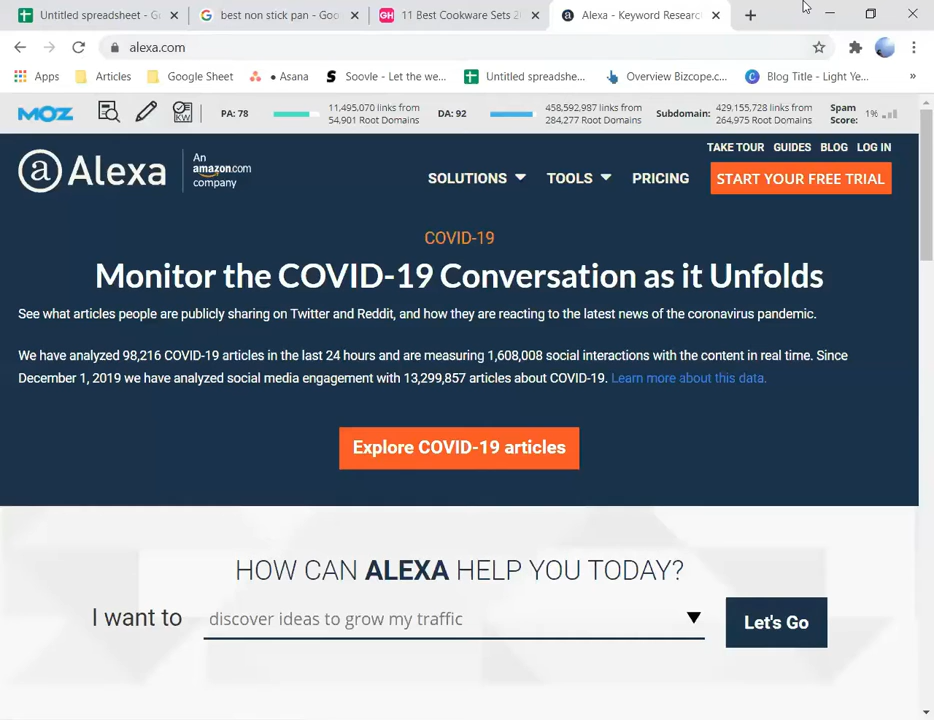 Untitled spreadsheet - G
best non stick pan - Goo
GH 11 Best Cookware Sets 2
Alexa - Keyword Researc
alexa.com
Apps
Articles
Google Sheet
• Asana
Soovle - Let the we...
Untitled spreadshe...
Overview Bizcope.c...
Blog Title - Light Ye...
MOZ
KW
PA: 78
11,495,070 links from
54,901 Root Domains
DA: 92
458,592,987 links from
284,277 Root Domains
Subdomain:
429,155,728 links from
264,975 Root Domains
Spam
Score:
1%
TAKE TOUR GUIDES BLOG LOG IN
a Alexa
An
amazon.com
company
SOLUTIONS TOOLS PRICING START YOUR FREE TRIAL
COVID-19
Monitor the COVID-19 Conversation as it Unfolds
See what articles people are publicly sharing on Twitter and Reddit, and how they are reacting to the latest news of the coronavirus pandemic.
We have analyzed 98,216 COVID-19 articles in the last 24 hours and are measuring 1,608,008 social interactions with the content in real time. Since
December 1, 2019 we have analyzed social media engagement with 13,299,857 articles about COVID-19. Learn more about this data.
Explore COVID-19 articles
HOW CAN ALEXA HELP YOU TODAY?
I want to discover ideas to grow my traffic Let's Go